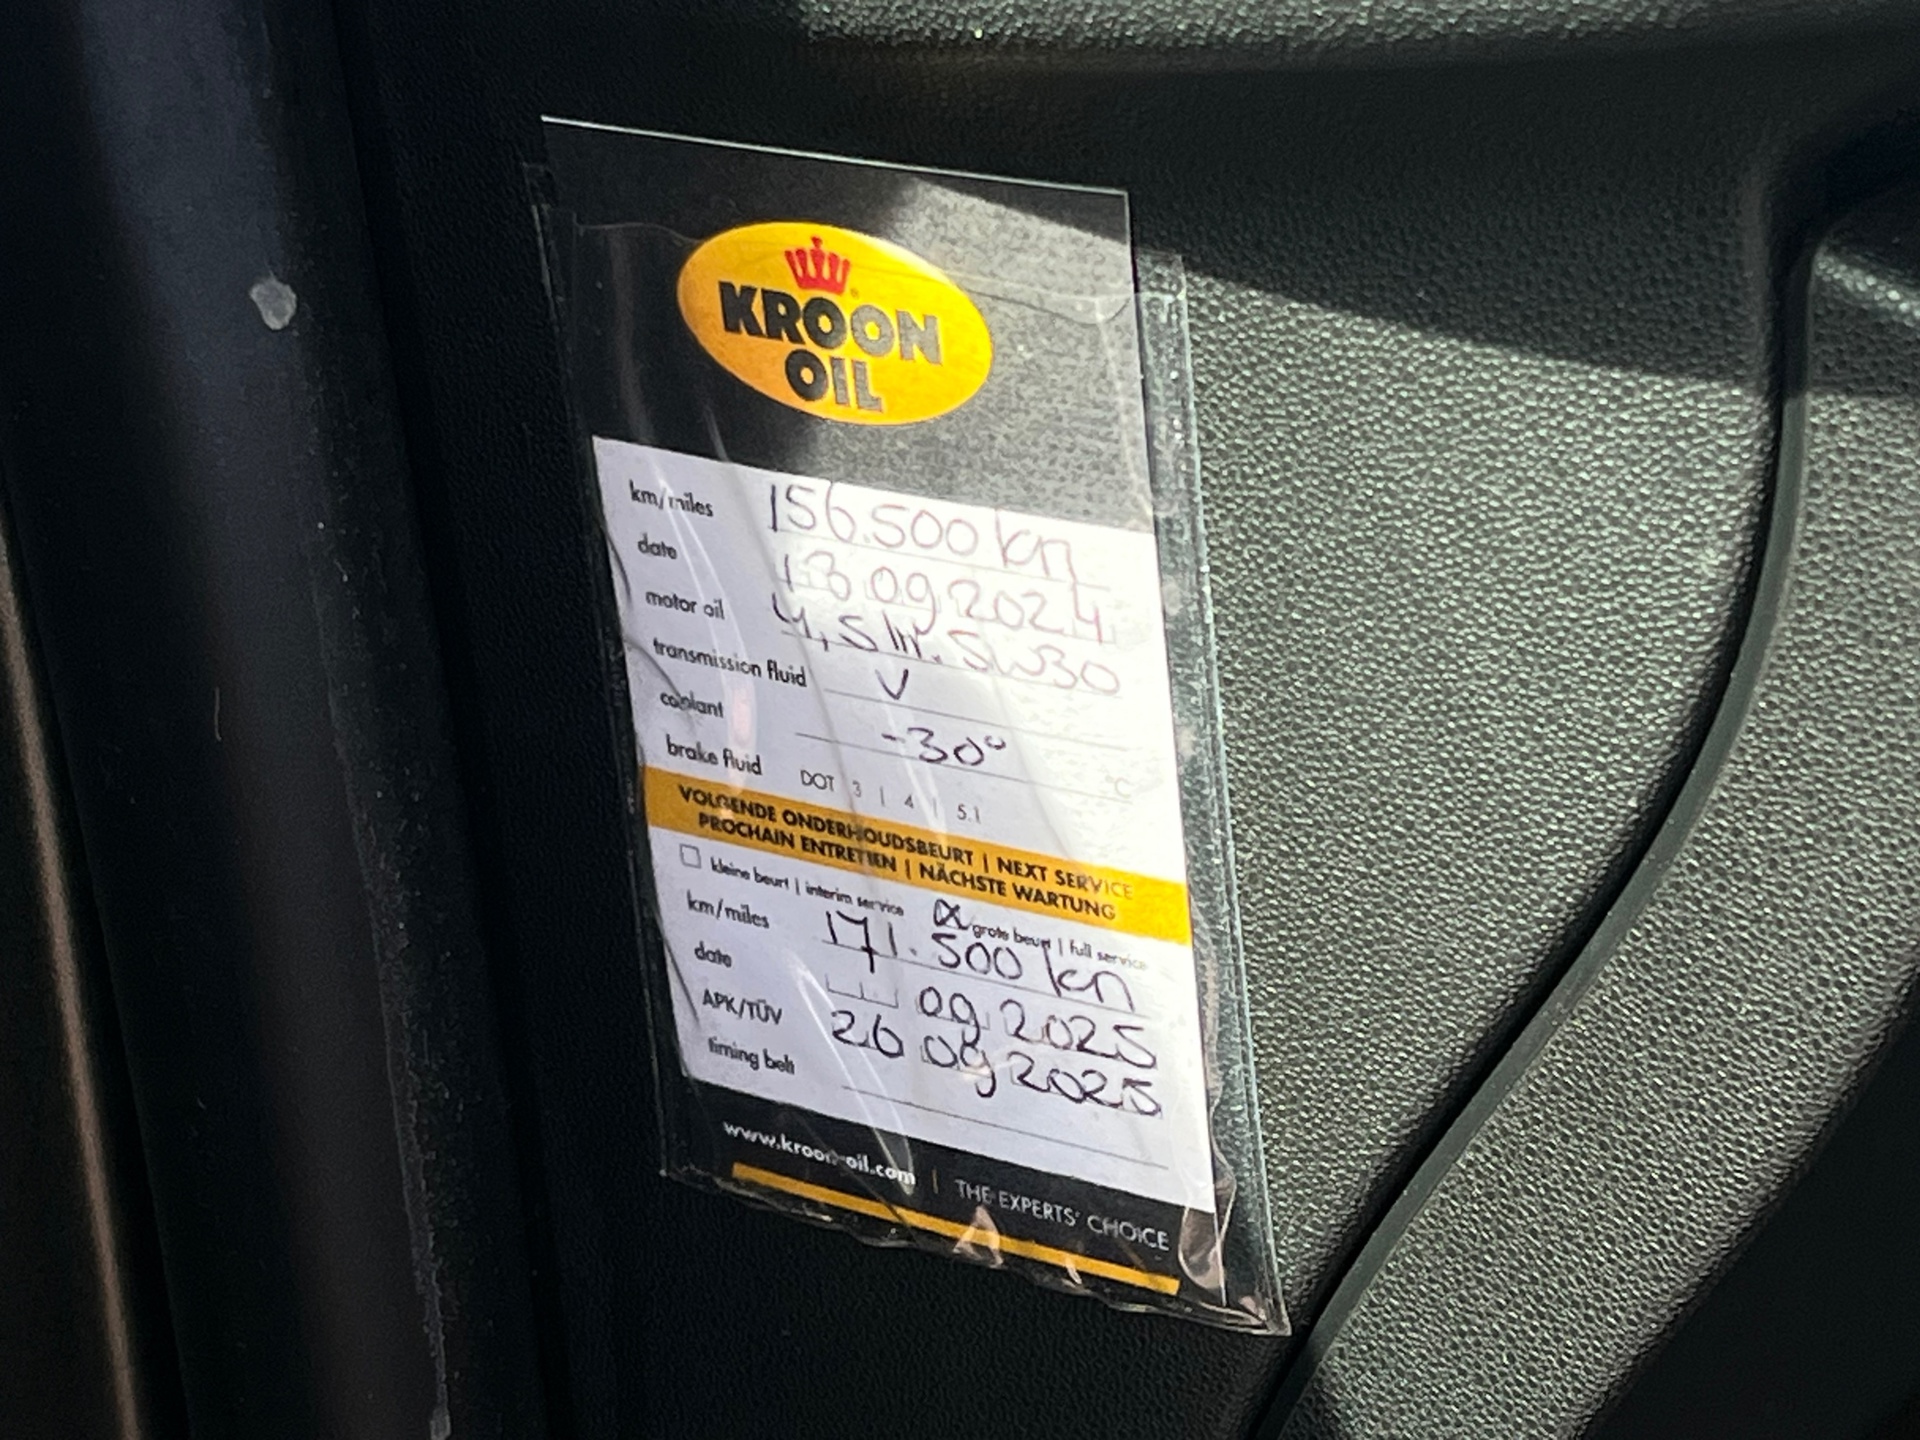 KROON
OIL
km/miles 156.500 km
date 13 09 2024
motor oil 4,5 ltr. 5W30
transmission fluid V
coolant -30° °C
brake fluid DOT 3 | 4 | 5.1
VOLGENDE ONDERHOUDSBEURT | NEXT SERVICE
PROCHAIN ENTRETIEN | NÄCHSTE WARTUNG
kleine beurt | interim service grote beurt | full service
km/miles 171.500 km
date 09 2025
APK/TÜV 26 09 2025
timing belt
www.kroon-oil.com | THE EXPERTS' CHOICE